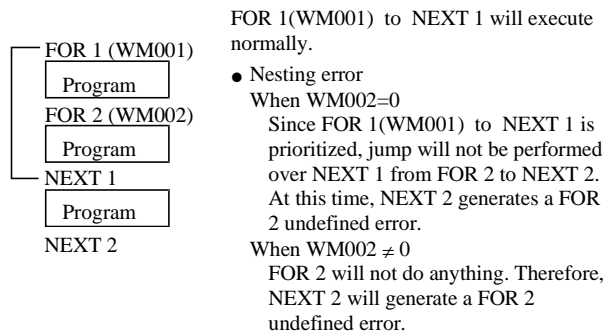 FOR 1 (WM001)
Program
FOR 2 (WM002)
Program
NEXT 1
Program
NEXT 2
FOR 1(WM001) to NEXT 1 will execute
normally.
● Nesting error
When WM002=0
Since FOR 1(WM001) to NEXT 1 is
prioritized, jump will not be performed
over NEXT 1 from FOR 2 to NEXT 2.
At this time, NEXT 2 generates a FOR
2 undefined error.
When WM002 ≠ 0
FOR 2 will not do anything. Therefore,
NEXT 2 will generate a FOR 2
undefined error.